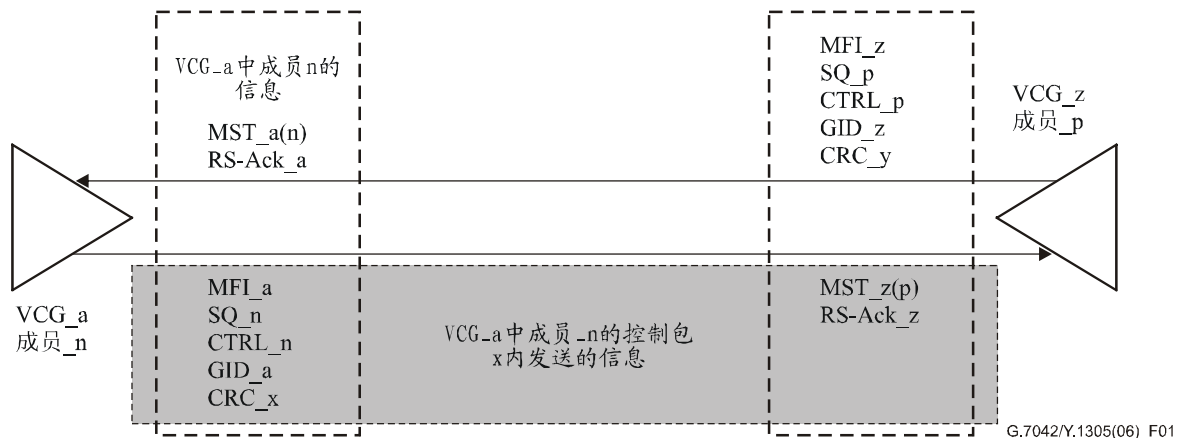 VCG_a中成员n的
信息
MST_a(n)
RS-Ack_a
MFI_z
SQ_p
CTRL_p
GID_z
CRC_y
VCG_z
成员_p
VCG_a
成员_n
MFI_a
SQ_n
CTRL_n
GID_a
CRC_x
VCG_a中成员_n的控制包
x内发送的信息
MST_z(p)
RS-Ack_z
G.7042/Y.1305(06)_F01